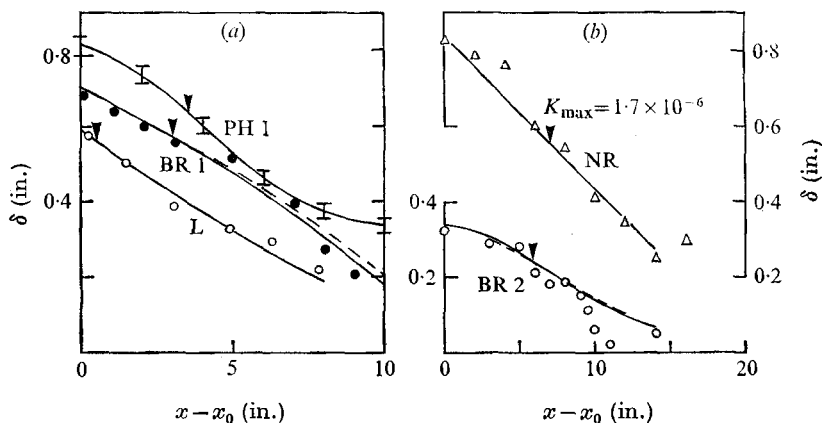 (a)
(b)
0·8
0·4
δ (in.)
PH 1
BR 1
L
0
5
10
x−x₀ (in.)
K_max = 1·7 × 10⁻⁶
NR
BR 2
0·4
0·2
0·8
0·6
0·4
0·2
δ (in.)
0
10
20
x−x₀ (in.)